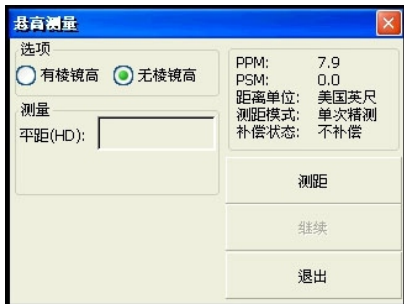 悬高测量
选项
有棱镜高 无棱镜高
测量
平距(HD):
PPM: 7.9
PSM: 0.0
距离单位: 美国英尺
测距模式: 单次精测
补偿状态: 不补偿
测距
继续
退出